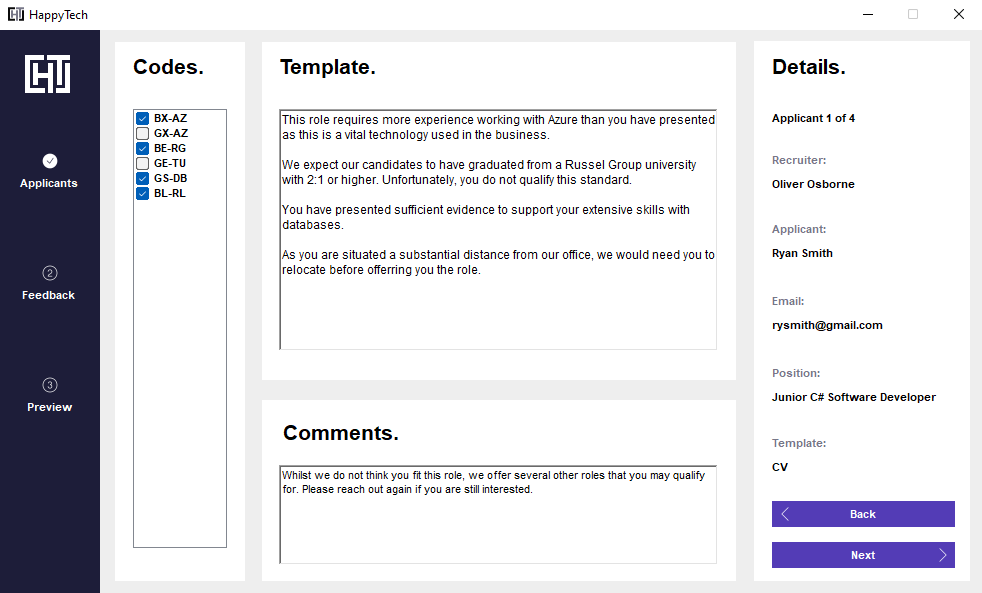 HappyTech
Applicants
2
Feedback
3
Preview
Codes.
BX-AZ
GX-AZ
BE-RG
GE-TU
GS-DB
BL-RL
Template.
This role requires more experience working with Azure than you have presented
as this is a vital technology used in the business.
We expect our candidates to have graduated from a Russel Group university
with 2:1 or higher. Unfortunately, you do not qualify this standard.
You have presented sufficient evidence to support your extensive skills with
databases.
As you are situated a substantial distance from our office, we would need you to
relocate before offerring you the role.
Comments.
Whilst we do not think you fit this role, we offer several other roles that you may qualify
for. Please reach out again if you are still interested.
Details.
Applicant 1 of 4
Recruiter:
Oliver Osborne
Applicant:
Ryan Smith
Email:
rysmith@gmail.com
Position:
Junior C# Software Developer
Template:
CV
Back
Next